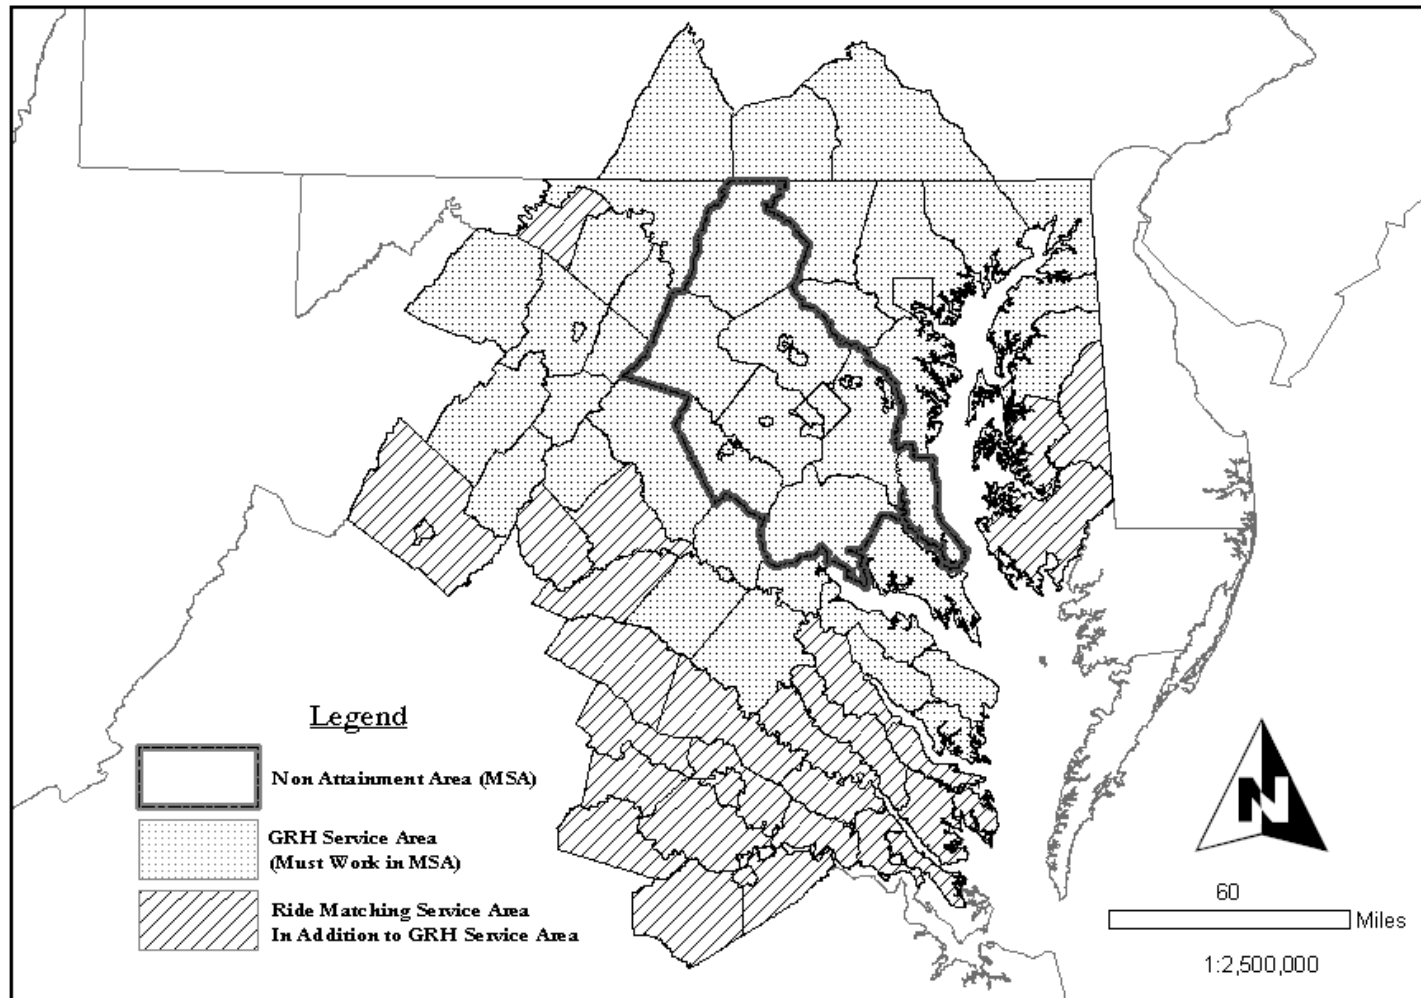 Legend
Non Attainment Area (MSA)
GRH Service Area
(Must Work in MSA)
Ride Matching Service Area
In Addition to GRH Service Area
N
60
Miles
1:2,500,000